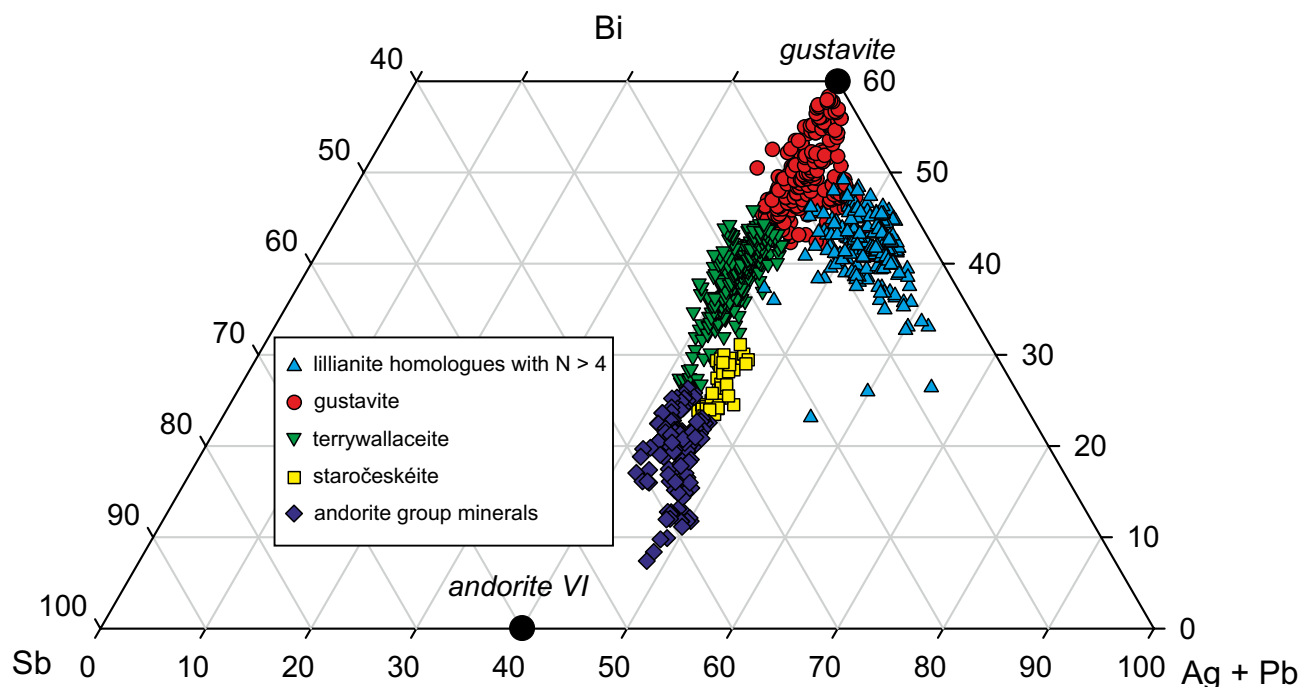 Bi
gustavite
40
60
50
50
60
40
70
30
lillianite homologues with N > 4
gustavite
terrywallaceite
staročeskéite
andorite group minerals
80
20
90
10
andorite VI
100
0
Sb
0 10 20 30 40 50 60 70 80 90 100
Ag + Pb